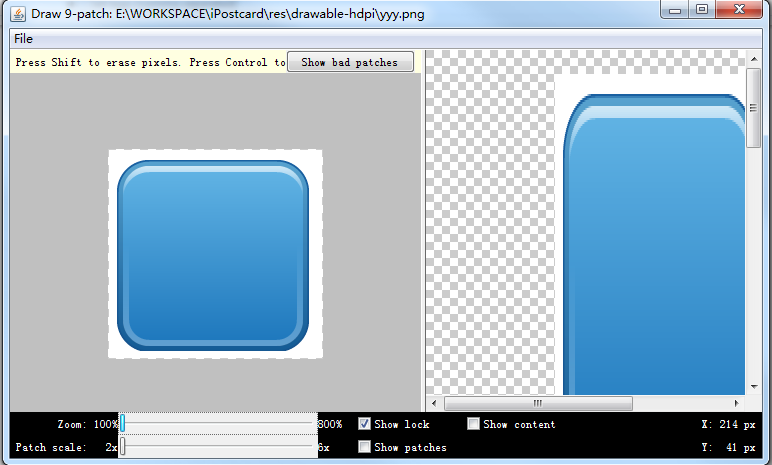 Draw 9-patch: E:\WORKSPACE\iPostcard\res\drawable-hdpi\yyy.png
File
Press Shift to erase pixels. Press Control to Show bad patches
Zoom: 100% 800% Show lock Show content X: 214 px
Patch scale: 2x 6x Show patches Y: 41 px